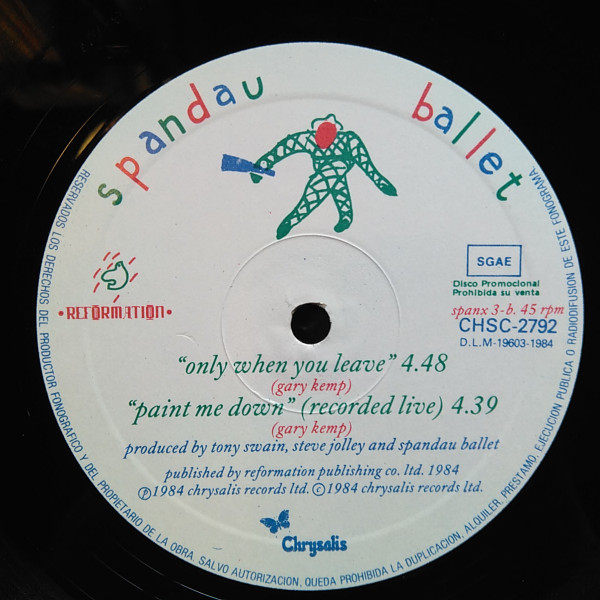 spandau ballet
•REFORMATION•
SGAE
Disco Promocional
Prohibida su venta
spanx 3-b. 45 rpm
CHSC-2792
D.L.M-19603-1984
"only when you leave" 4.48
(gary kemp)
"paint me down" (recorded live) 4.39
(gary kemp)
produced by tony swain, steve jolley and spandau ballet
published by reformation publishing co. ltd. 1984
℗1984 chrysalis records ltd. ©1984 chrysalis records ltd.
Chrysalis
RESERVADOS LOS DERECHOS DEL PRODUCTOR FONOGRAFICO Y DEL PROPIETARIO DE LA OBRA. SALVO AUTORIZACION, QUEDA PROHIBIDA LA DUPLICACION, ALQUILER, PRESTAMO, EJECUCION PUBLICA O RADIODIFUSION DE ESTE FONOGRAMA